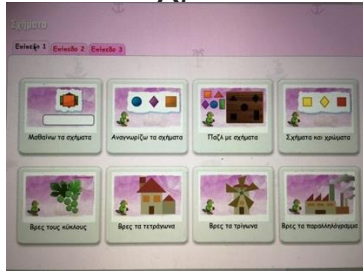 Σχήματα
Επίπεδο 1 Επίπεδο 2 Επίπεδο 3
Μαθαίνω τα σχήματα
Αναγνωρίζω τα σχήματα
Παζλ με σχήματα
Σχήματα και χρώματα
Βρες τους κύκλους
Βρες τα τετράγωνα
Βρες τα τρίγωνα
Βρες τα παραλληλόγραμμα